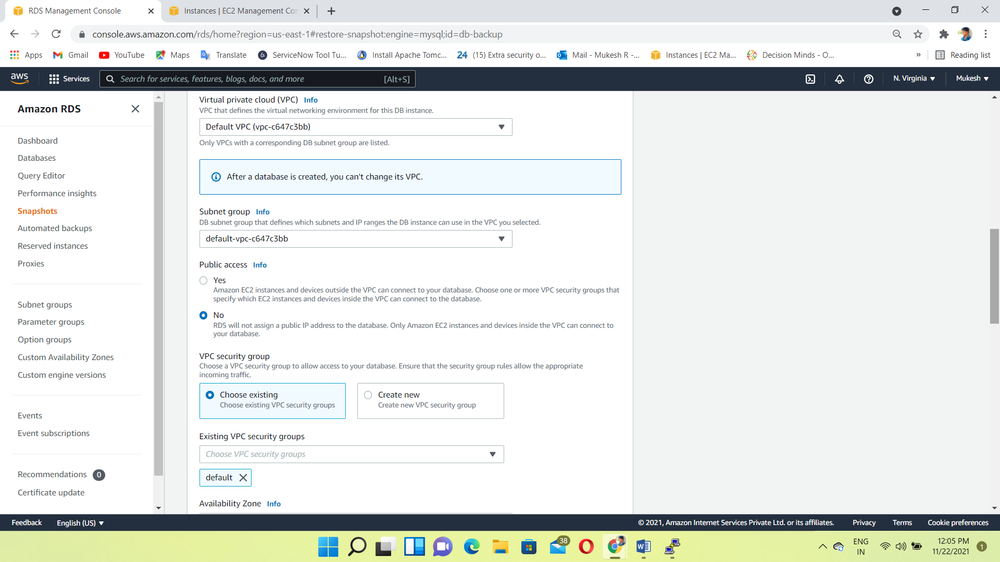 RDS Management Console
Instances | EC2 Management Con
console.aws.amazon.com/rds/home?region=us-east-1#restore-snapshot:engine=mysql;id=db-backup
Apps
Gmail
YouTube
Maps
Translate
ServiceNow Tool Tu...
Install Apache Tomc...
24 (15) Extra security o...
Mail - Mukesh R -...
Instances | EC2 Ma...
Decision Minds - O...
»
Reading list
aws
Services
Search for services, features, blogs, docs, and more
[Alt+S]
N. Virginia
Mukesh
Amazon RDS
Dashboard
Databases
Query Editor
Performance insights
Snapshots
Automated backups
Reserved instances
Proxies
Subnet groups
Parameter groups
Option groups
Custom Availability Zones
Custom engine versions
Events
Event subscriptions
Recommendations 0
Certificate update
Virtual private cloud (VPC) Info
VPC that defines the virtual networking environment for this DB instance.
Default VPC (vpc-c647c3bb)
Only VPCs with a corresponding DB subnet group are listed.
After a database is created, you can't change its VPC.
Subnet group Info
DB subnet group that defines which subnets and IP ranges the DB instance can use in the VPC you selected.
default-vpc-c647c3bb
Public access Info
Yes
Amazon EC2 instances and devices outside the VPC can connect to your database. Choose one or more VPC security groups that
specify which EC2 instances and devices inside the VPC can connect to the database.
No
RDS will not assign a public IP address to the database. Only Amazon EC2 instances and devices inside the VPC can connect to
your database.
VPC security group
Choose a VPC security group to allow access to your database. Ensure that the security group rules allow the appropriate
incoming traffic.
Choose existing
Choose existing VPC security groups
Create new
Create new VPC security group
Existing VPC security groups
Choose VPC security groups
default
Availability Zone Info
Feedback
English (US)
© 2021, Amazon Internet Services Private Ltd. or its affiliates.
Privacy
Terms
Cookie preferences
38
ENG
IN
12:05 PM
11/22/2021
1